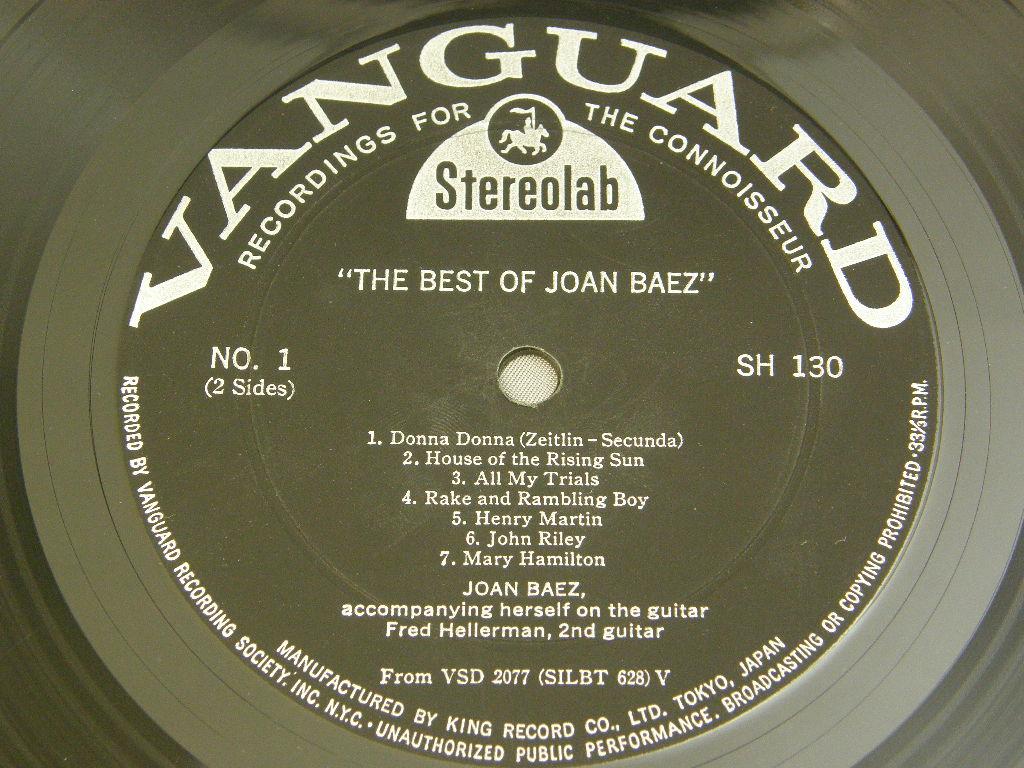 VANGUARD
RECORDINGS FOR THE CONNOISSEUR
Stereolab
"THE BEST OF JOAN BAEZ"
NO. 1
(2 Sides)
SH 130
1. Donna Donna (Zeitlin – Secunda)
2. House of the Rising Sun
3. All My Trials
4. Rake and Rambling Boy
5. Henry Martin
6. John Riley
7. Mary Hamilton
JOAN BAEZ,
accompanying herself on the guitar
Fred Hellerman, 2nd guitar
From VSD 2077 (SILBT 628) V
MANUFACTURED BY KING RECORD CO., LTD. TOKYO, JAPAN
RECORDED BY VANGUARD RECORDING SOCIETY, INC. N.Y.C. • UNAUTHORIZED PUBLIC PERFORMANCE. BROADCASTING OR COPYING PROHIBITED • 33⅓ R.P.M.